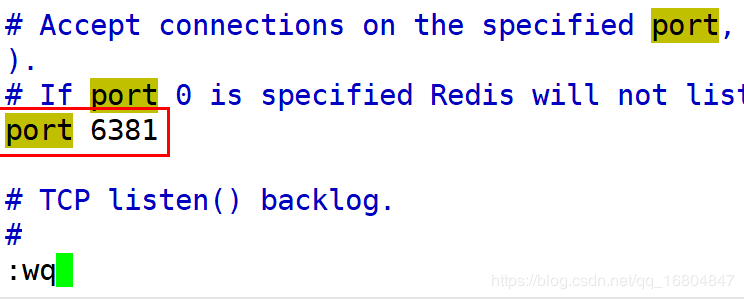 # Accept connections on the specified port,
).
# If port 0 is specified Redis will not list
port 6381
# TCP listen() backlog.
#
:wq
https://blog.csdn.net/qq_16804847